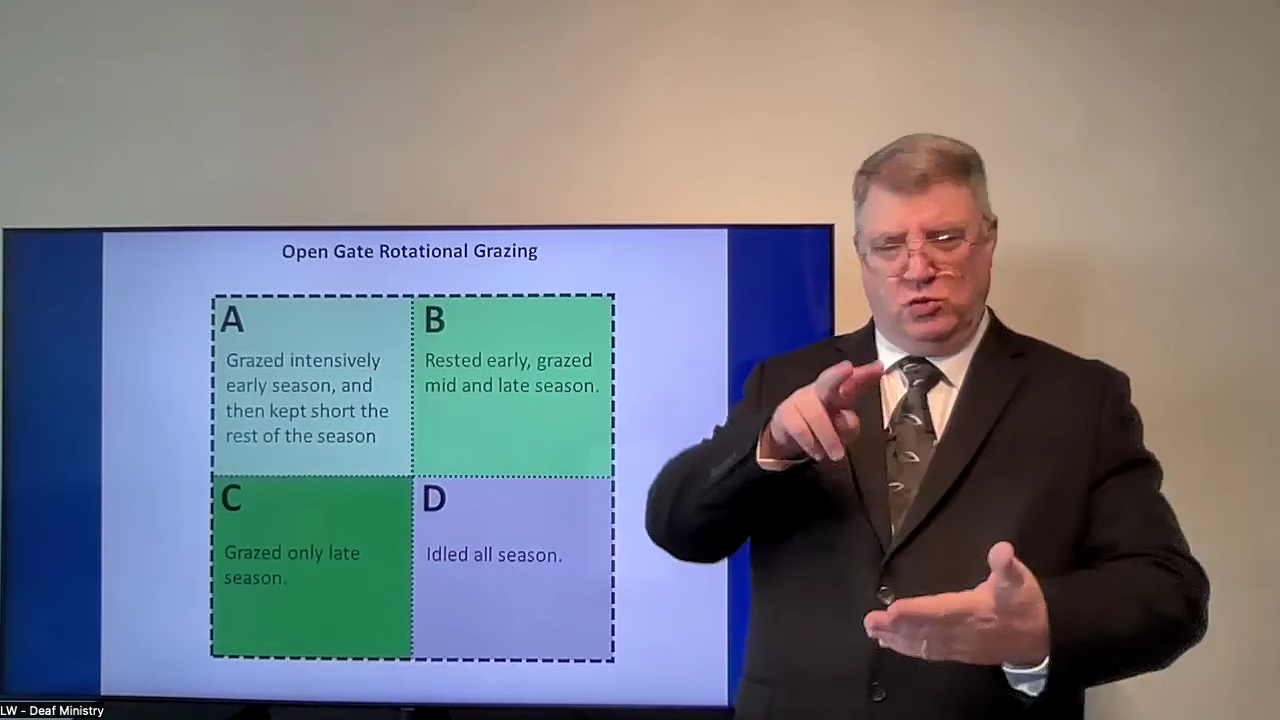 Open Gate Rotational Grazing
A
Grazed intensively
early season, and
then kept short the
rest of the season
B
Rested early, grazed
mid and late season.
C
Grazed only late
season.
D
Idled all season.
LW - Deaf Ministry